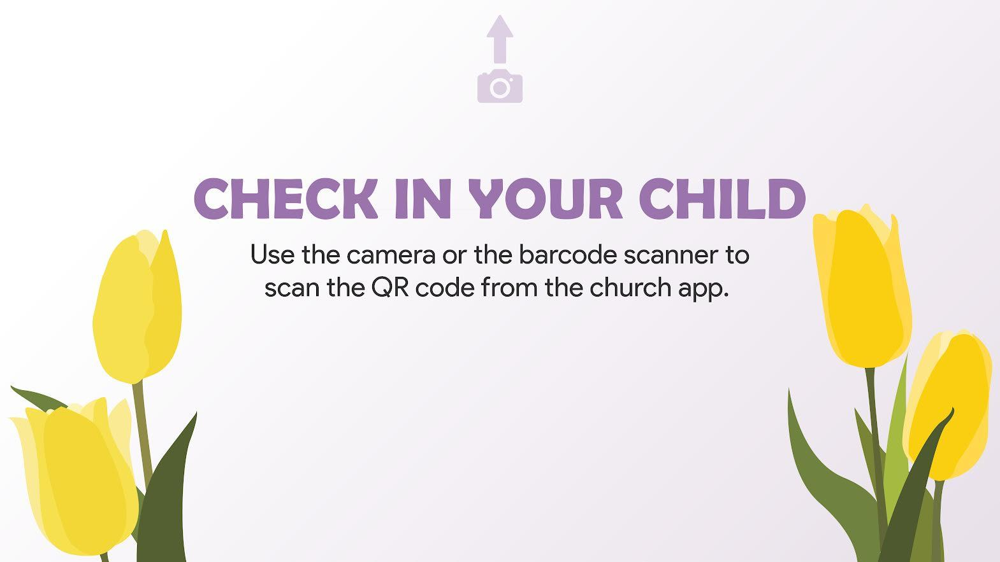 CHECK IN YOUR CHILD
Use the camera or the barcode scanner to
scan the QR code from the church app.